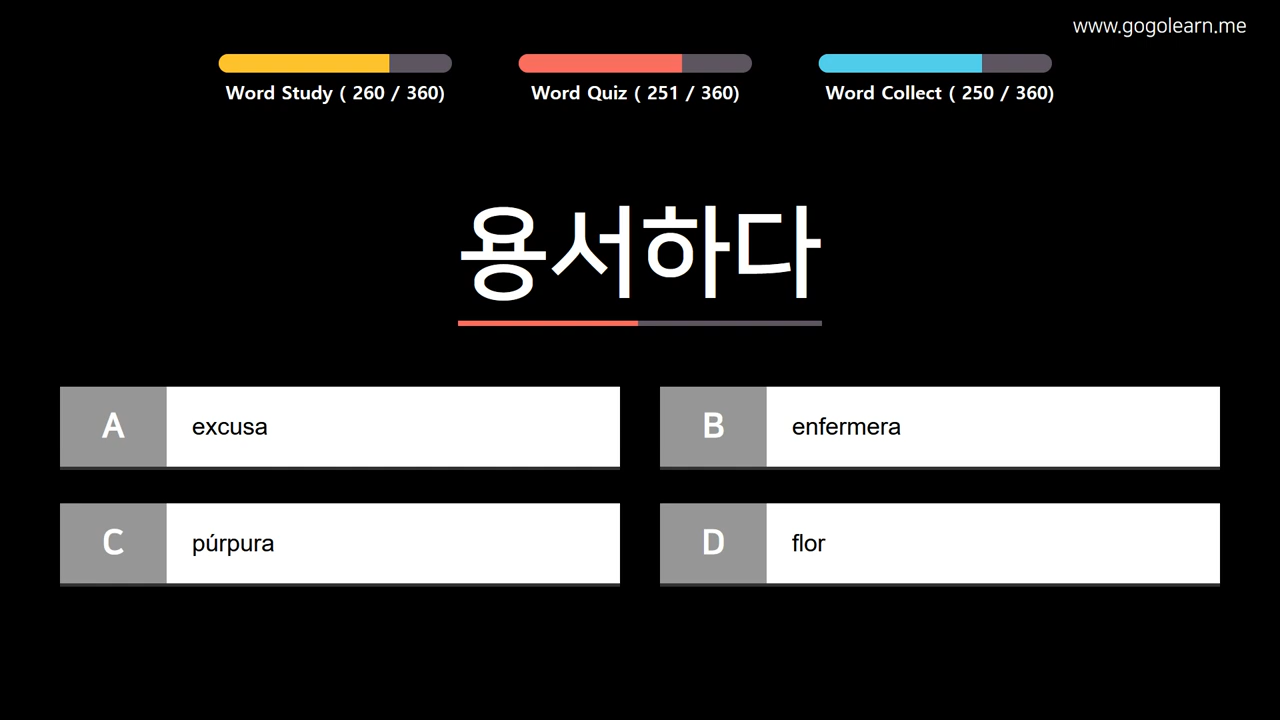 www.gogolearn.me
Word Study ( 260 / 360)
Word Quiz ( 251 / 360)
Word Collect ( 250 / 360)
용서하다
A
excusa
B
enfermera
C
púrpura
D
flor